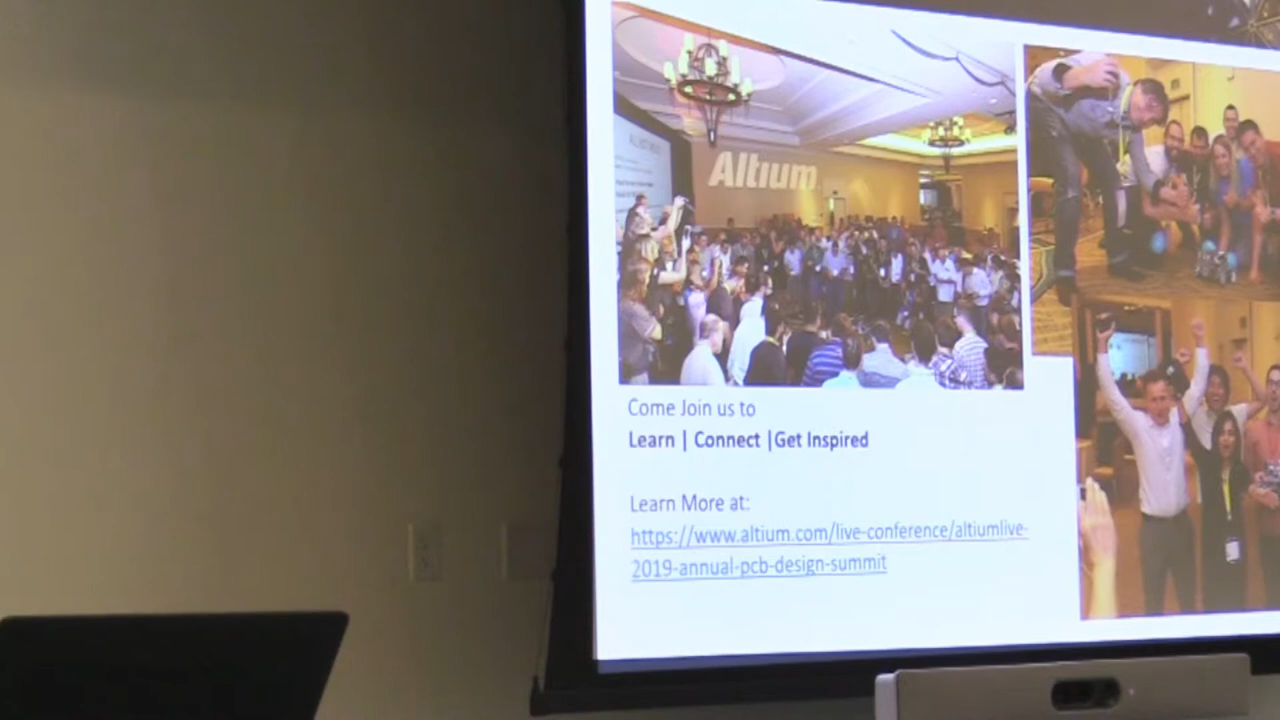 Altium
Come Join us to
Learn | Connect |Get Inspired
Learn More at:
https://www.altium.com/live-conference/altiumlive-
2019-annual-pcb-design-summit